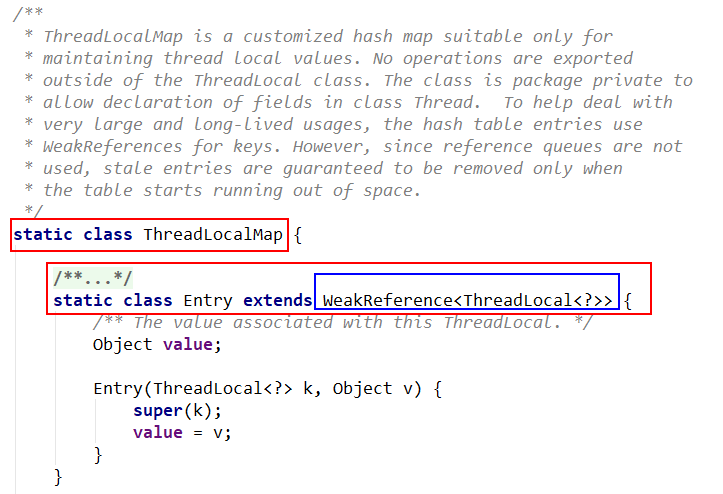 /**
 * ThreadLocalMap is a customized hash map suitable only for
 * maintaining thread local values. No operations are exported
 * outside of the ThreadLocal class. The class is package private to
 * allow declaration of fields in class Thread.  To help deal with
 * very large and long-lived usages, the hash table entries use
 * WeakReferences for keys. However, since reference queues are not
 * used, stale entries are guaranteed to be removed only when
 * the table starts running out of space.
 */
static class ThreadLocalMap {
    /**...*/
    static class Entry extends WeakReference<ThreadLocal<?>> {
        /** The value associated with this ThreadLocal. */
        Object value;
        Entry(ThreadLocal<?> k, Object v) {
            super(k);
            value = v;
        }
    }